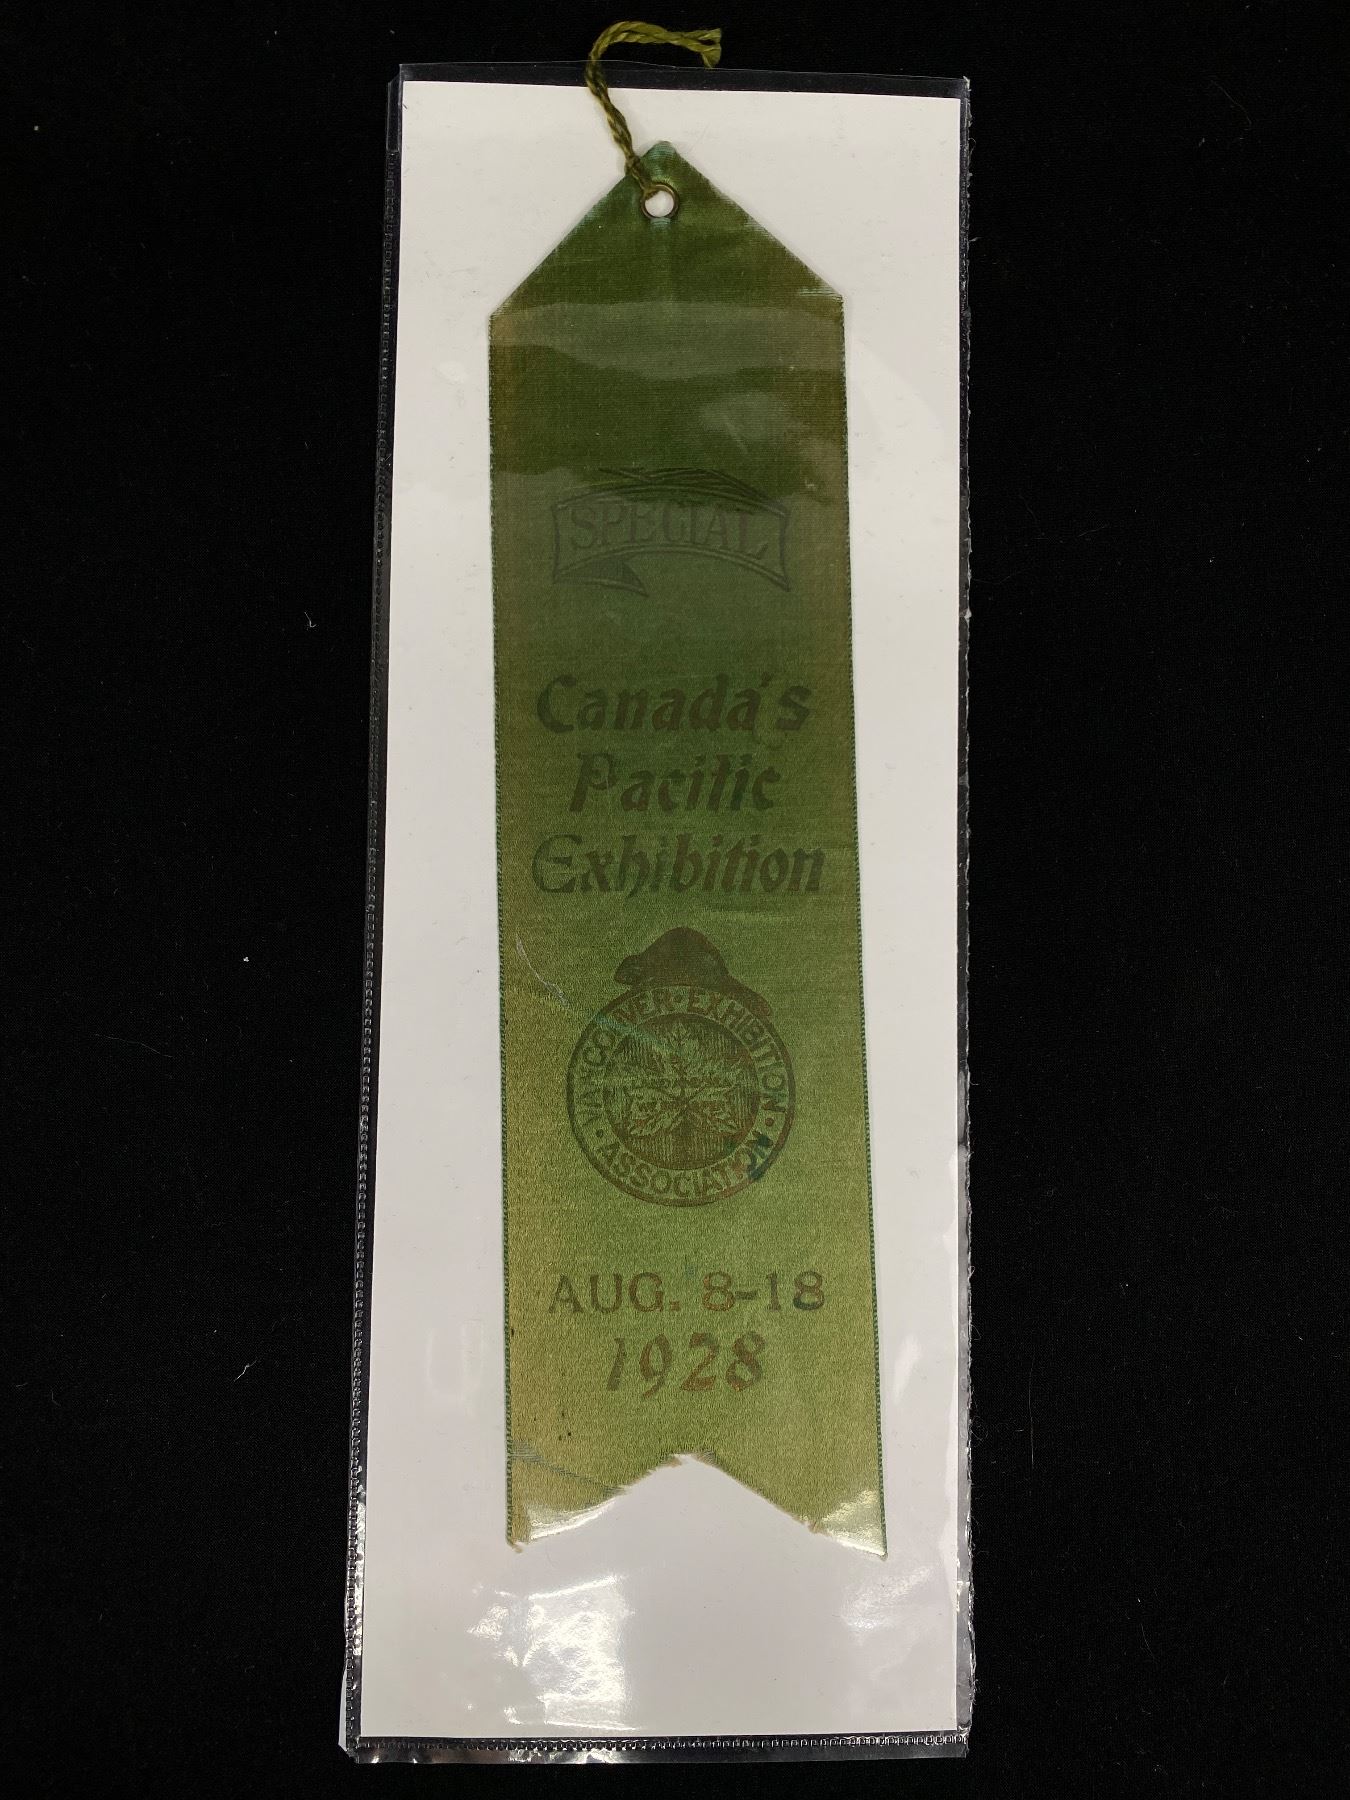 SPECIAL
Canada's
Pacific
Exhibition
VANCOUVER · EXHIBITION · ASSOCIATION ·
AUG. 8-18
1928